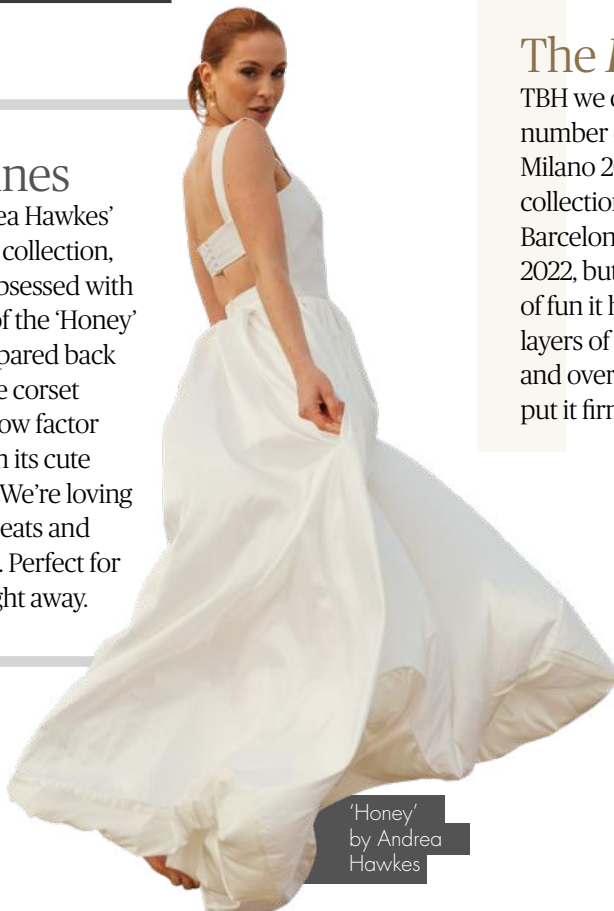 ea Hawkes'
collection,
bsessed with
of the 'Honey'
pared back
e corset
ow factor
n its cute
We're loving
eats and
. Perfect for
ght away.
'Honey'
by Andrea
Hawkes
The
TBH we
number
Milano 2
collection
Barcelon
2022, but
of fun it h
layers of
and over
put it firm